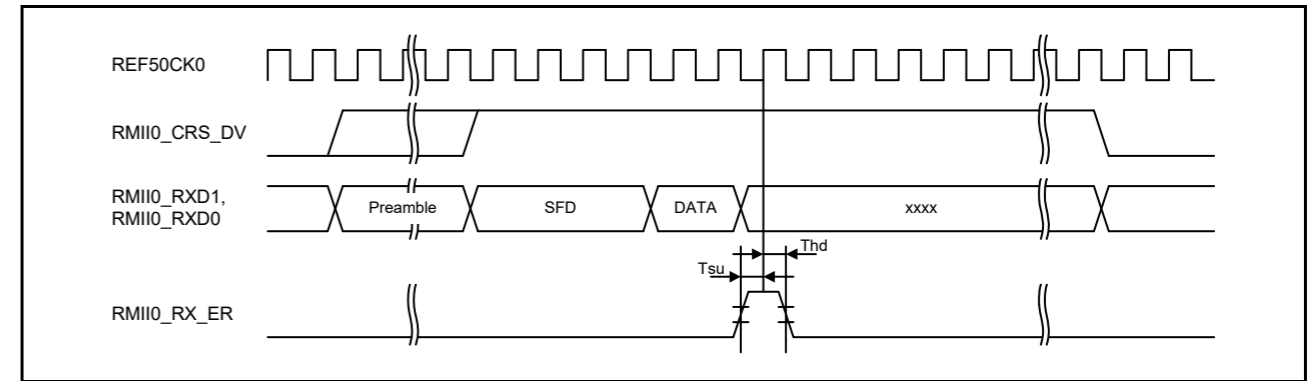 REF50CK0
RMII0_CRS_DV
RMII0_RXD1,
RMII0_RXD0
Preamble
SFD
DATA
xxxx
Thd
Tsu
RMII0_RX_ER